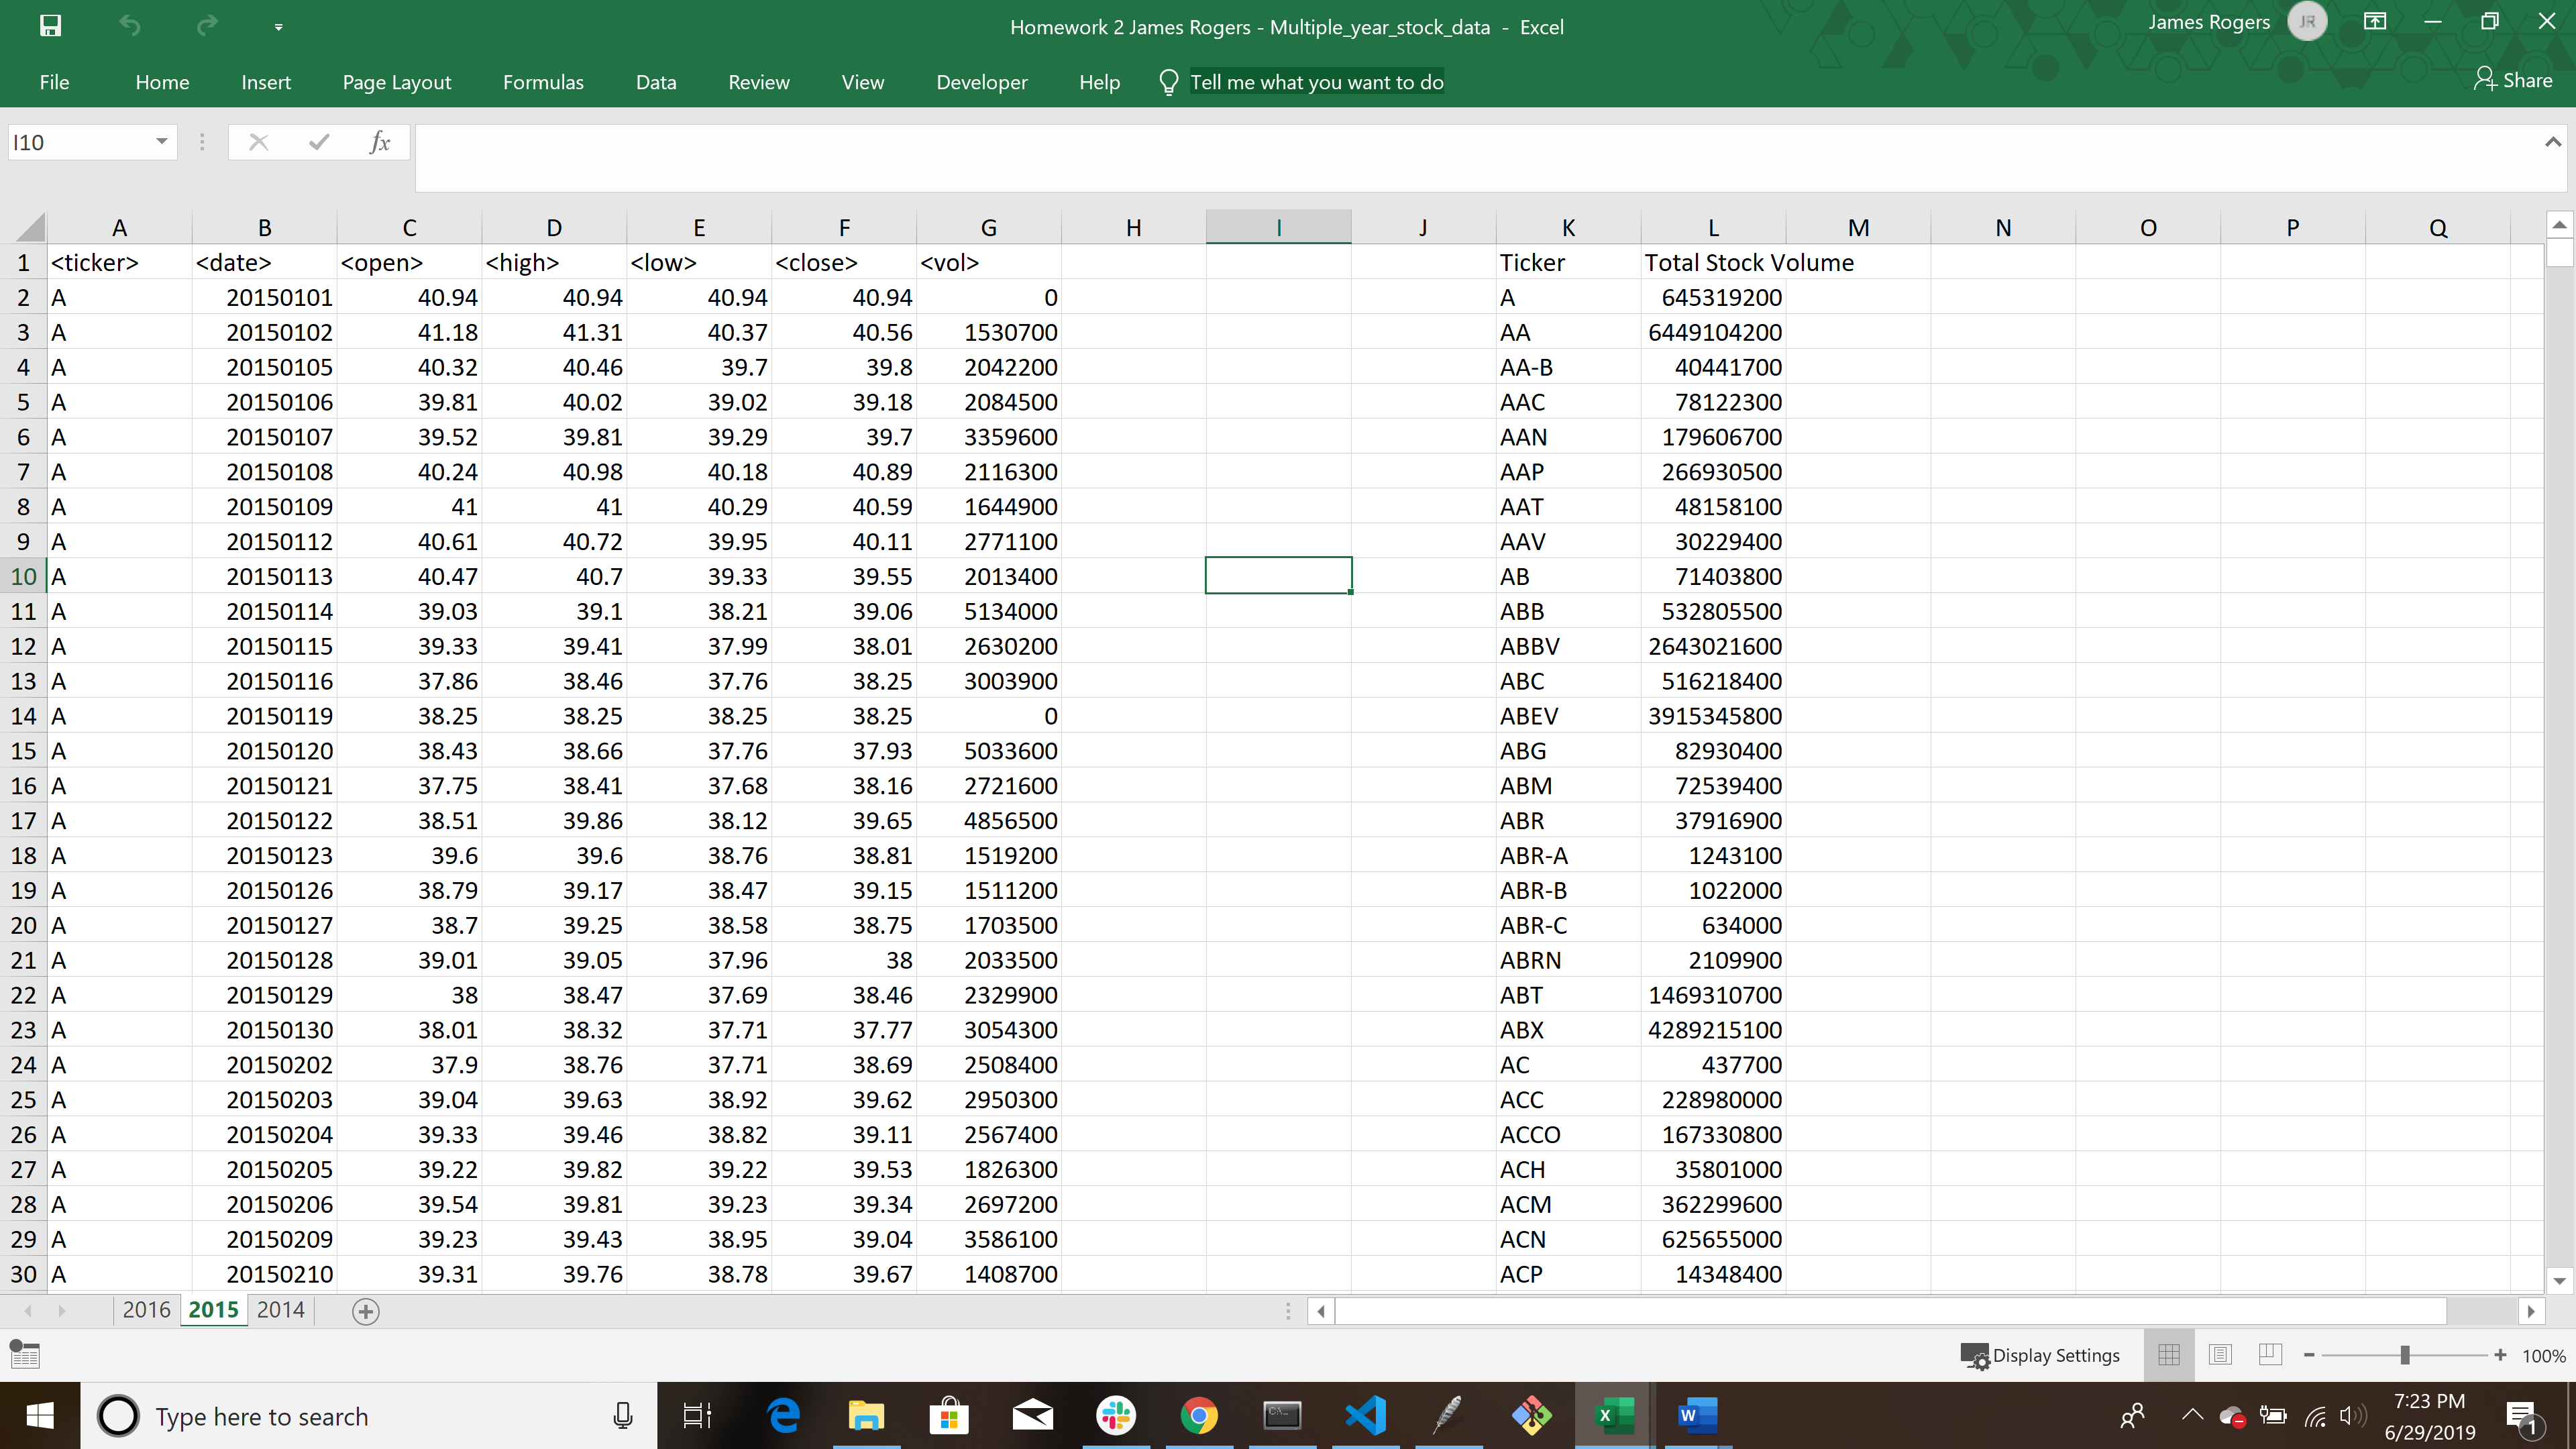 Homework 2 James Rogers - Multiple_year_stock_data - Excel
James Rogers JR
File Home Insert Page Layout Formulas Data Review View Developer Help Tell me what you want to do Share
I10 fx
A B C D E F G H I J K L M N O P Q
1 <ticker> <date> <open> <high> <low> <close> <vol> Ticker Total Stock Volume
2 A 20150101 40.94 40.94 40.94 40.94 0 A 645319200
3 A 20150102 41.18 41.31 40.37 40.56 1530700 AA 6449104200
4 A 20150105 40.32 40.46 39.7 39.8 2042200 AA-B 40441700
5 A 20150106 39.81 40.02 39.02 39.18 2084500 AAC 78122300
6 A 20150107 39.52 39.81 39.29 39.7 3359600 AAN 179606700
7 A 20150108 40.24 40.98 40.18 40.89 2116300 AAP 266930500
8 A 20150109 41 41 40.29 40.59 1644900 AAT 48158100
9 A 20150112 40.61 40.72 39.95 40.11 2771100 AAV 30229400
10 A 20150113 40.47 40.7 39.33 39.55 2013400 AB 71403800
11 A 20150114 39.03 39.1 38.21 39.06 5134000 ABB 532805500
12 A 20150115 39.33 39.41 37.99 38.01 2630200 ABBV 2643021600
13 A 20150116 37.86 38.46 37.76 38.25 3003900 ABC 516218400
14 A 20150119 38.25 38.25 38.25 38.25 0 ABEV 3915345800
15 A 20150120 38.43 38.66 37.76 37.93 5033600 ABG 82930400
16 A 20150121 37.75 38.41 37.68 38.16 2721600 ABM 72539400
17 A 20150122 38.51 39.86 38.12 39.65 4856500 ABR 37916900
18 A 20150123 39.6 39.6 38.76 38.81 1519200 ABR-A 1243100
19 A 20150126 38.79 39.17 38.47 39.15 1511200 ABR-B 1022000
20 A 20150127 38.7 39.25 38.58 38.75 1703500 ABR-C 634000
21 A 20150128 39.01 39.05 37.96 38 2033500 ABRN 2109900
22 A 20150129 38 38.47 37.69 38.46 2329900 ABT 1469310700
23 A 20150130 38.01 38.32 37.71 37.77 3054300 ABX 4289215100
24 A 20150202 37.9 38.76 37.71 38.69 2508400 AC 437700
25 A 20150203 39.04 39.63 38.92 39.62 2950300 ACC 228980000
26 A 20150204 39.33 39.46 38.82 39.11 2567400 ACCO 167330800
27 A 20150205 39.22 39.82 39.22 39.53 1826300 ACH 35801000
28 A 20150206 39.54 39.81 39.23 39.34 2697200 ACM 362299600
29 A 20150209 39.23 39.43 38.95 39.04 3586100 ACN 625655000
30 A 20150210 39.31 39.76 38.78 39.67 1408700 ACP 14348400
2016 2015 2014
Display Settings 100%
Type here to search
7:23 PM
6/29/2019
1